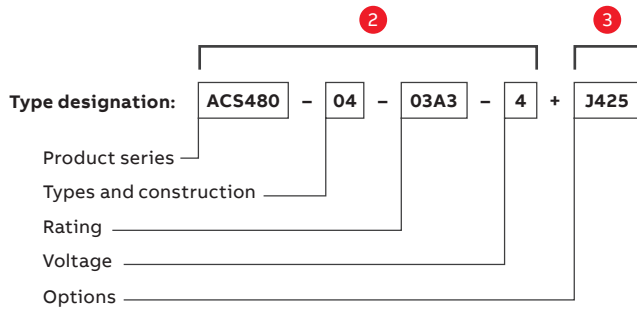 2 3
Type designation: ACS480 – 04 – 03A3 – 4 + J425
Product series
Types and construction
Rating
Voltage
Options